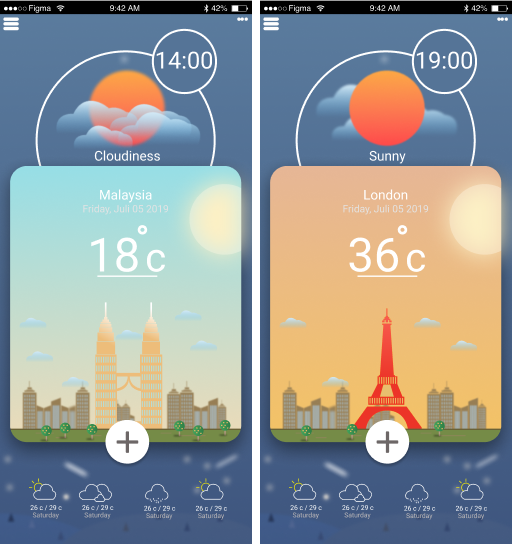 Figma 9:42 AM 42%
14:00
Cloudiness
Malaysia
Friday, Juli 05 2019
18°c
26 c / 29 c 26 c / 29 c 26 c / 29 c 26 c / 29 c
Saturday Saturday Saturday Saturday
Figma 9:42 AM 42%
19:00
Sunny
London
Friday, Juli 05 2019
36°c
26 c / 29 c 26 c / 29 c 26 c / 29 c 26 c / 29 c
Saturday Saturday Saturday Saturday